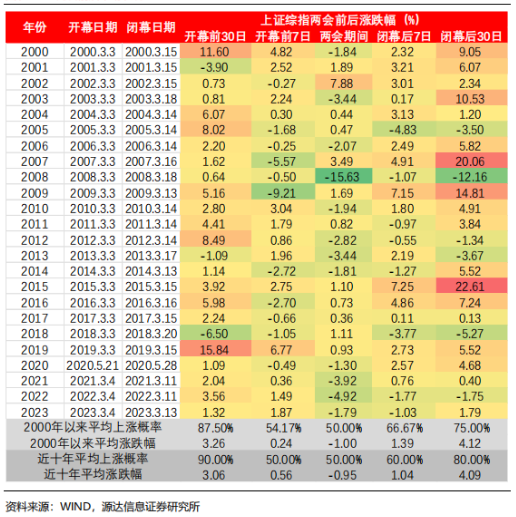 年份 开幕日期 闭幕日期 上证综指两会前后涨跌幅（%）
开幕前30日 开幕前7日 两会期间 闭幕后7日 闭幕后30日
2000 2000.3.3 2000.3.15 11.60 4.82 -1.84 2.32 9.05
2001 2001.3.3 2001.3.15 -3.90 2.52 1.89 3.21 6.07
2002 2002.3.3 2002.3.15 0.73 -0.27 7.88 3.01 2.34
2003 2003.3.3 2003.3.18 0.81 2.24 -3.44 0.17 10.53
2004 2004.3.3 2004.3.14 6.07 0.30 0.44 3.13 1.20
2005 2005.3.3 2005.3.14 8.02 -1.68 0.47 -4.83 -3.50
2006 2006.3.3 2006.3.14 2.20 -0.25 -2.07 2.49 5.82
2007 2007.3.3 2007.3.16 1.62 -5.57 3.49 4.91 20.06
2008 2008.3.3 2008.3.18 0.64 -0.50 -15.63 -1.07 -12.16
2009 2009.3.3 2009.3.13 5.16 -9.21 1.69 7.15 14.81
2010 2010.3.3 2010.3.14 2.80 3.04 -1.94 1.80 4.91
2011 2011.3.3 2011.3.14 4.41 1.79 0.82 -0.97 3.84
2012 2012.3.3 2012.3.14 8.49 0.86 -2.82 -0.55 -1.34
2013 2013.3.3 2013.3.17 -1.09 1.96 -3.44 2.19 -3.67
2014 2014.3.3 2014.3.13 1.14 -2.72 -1.81 -1.27 5.52
2015 2015.3.3 2015.3.15 3.92 2.75 1.10 7.25 22.61
2016 2016.3.3 2016.3.16 5.98 -2.70 0.73 4.86 7.24
2017 2017.3.3 2017.3.15 2.24 -0.66 0.36 0.11 0.13
2018 2018.3.3 2018.3.20 -6.50 -1.05 1.11 -3.77 -5.27
2019 2019.3.3 2019.3.15 15.84 6.77 0.93 2.73 5.52
2020 2020.5.21 2020.5.28 1.09 -0.49 -1.30 2.57 4.68
2021 2021.3.4 2021.3.11 2.04 0.36 -3.92 0.76 0.40
2022 2022.3.4 2022.3.11 3.56 1.49 -4.92 -1.77 -1.75
2023 2023.3.4 2023.3.13 1.32 1.87 -1.79 -1.03 1.79
2000年以来平均上涨概率 87.50% 54.17% 50.00% 66.67% 75.00%
2000年以来平均涨跌幅 3.26 0.24 -1.00 1.39 4.12
近十年平均上涨概率 90.00% 50.00% 50.00% 60.00% 80.00%
近十年平均涨跌幅 3.06 0.56 -0.95 1.04 4.09
资料来源：WIND，源达信息证券研究所